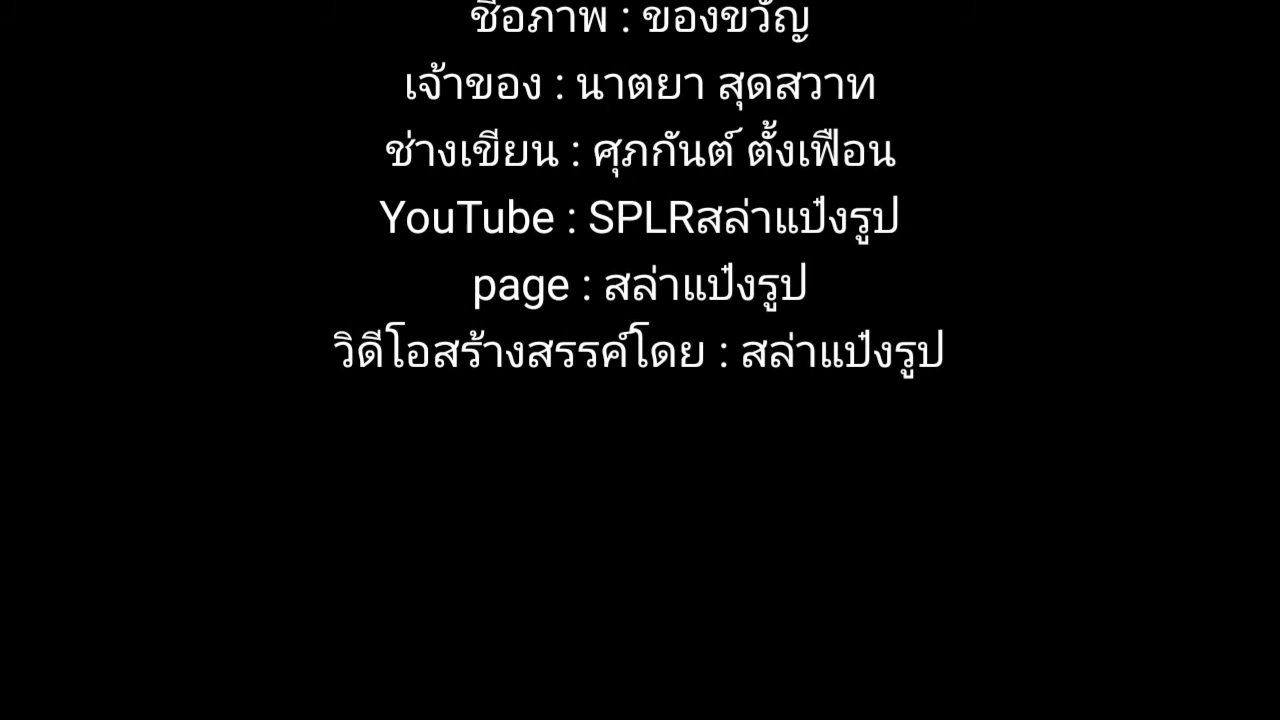 ชื่อภาพ : ของขวัญ
เจ้าของ : นาตยา สุดสวาท
ช่างเขียน : ศุภกันต์ ตั้งเฟือน
YouTube : SPLRสล่าแป๋งรูป
page : สล่าแป๋งรูป
วิดีโอสร้างสรรค์โดย : สล่าแป๋งรูป